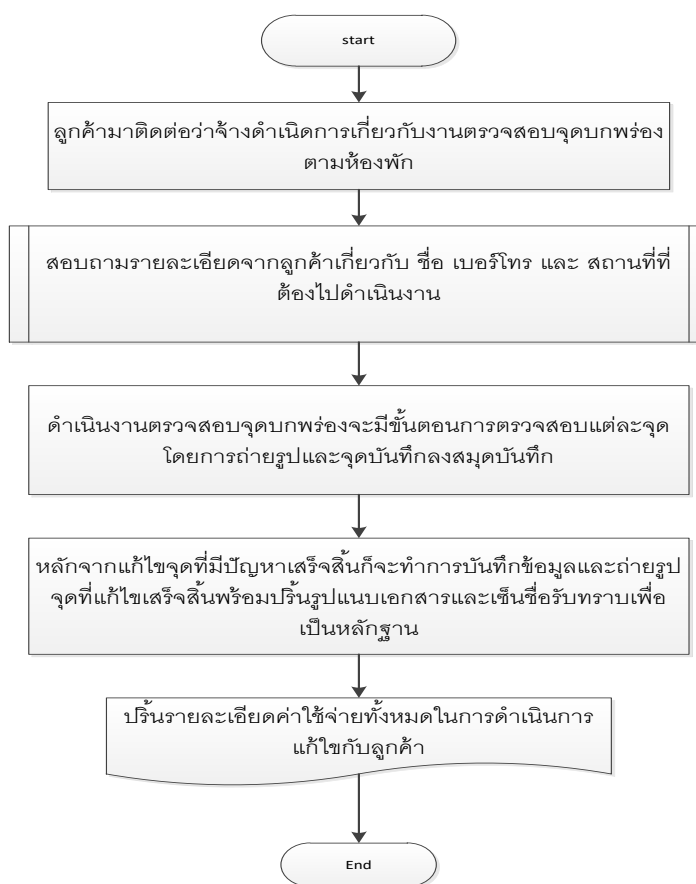 start
ลูกค้ามาติดต่อว่าจ้างดำเนิดการเกี่ยวกับงานตรวจสอบจุดบกพร่อง
ตามห้องพัก
สอบถามรายละเอียดจากลูกค้าเกี่ยวกับ ชื่อ เบอร์โทร และ สถานที่ที่
ต้องไปดำเนินงาน
ดำเนินงานตรวจสอบจุดบกพร่องจะมีขั้นตอนการตรวจสอบแต่ละจุด
โดยการถ่ายรูปและจุดบันทึกลงสมุดบันทึก
หลักจากแก้ไขจุดที่มีปัญหาเสร็จสิ้นก็จะทำการบันทึกข้อมูลและถ่ายรูป
จุดที่แก้ไขเสร็จสิ้นพร้อมปริ้นรูปแนบเอกสารและเซ็นชื่อรับทราบเพื่อ
เป็นหลักฐาน
ปริ้นรายละเอียดค่าใช้จ่ายทั้งหมดในการดำเนินการ
แก้ใขกับลูกค้า
End